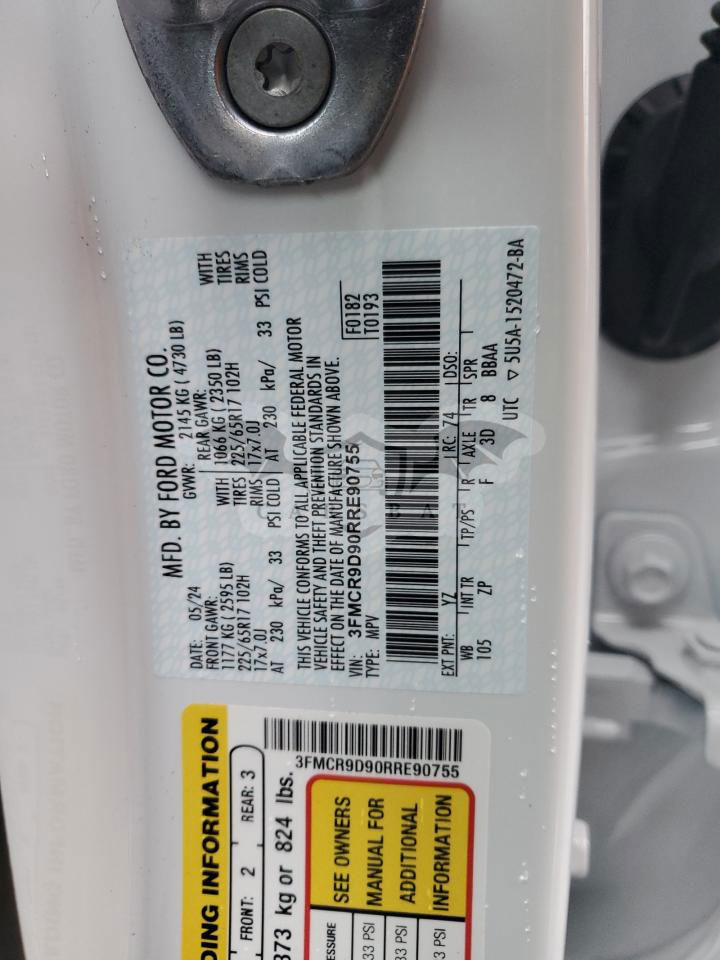 MFD. BY FORD MOTOR CO.
DATE: 05/24 GVWR: 2145 KG ( 4730 LB)
FRONT GAWR: REAR GAWR:
1177 KG ( 2595 LB) WITH 1066 KG ( 2350 LB) WITH
225/65R17 102H TIRES 225/65R17 102H TIRES
17x7.0J RIMS 17x7.0J RIMS
AT 230 kPa/ 33 PSI COLD AT 230 kPa/ 33 PSI COLD
THIS VEHICLE CONFORMS TO ALL APPLICABLE FEDERAL MOTOR
VEHICLE SAFETY AND THEFT PREVENTION STANDARDS IN
EFFECT ON THE DATE OF MANUFACTURE SHOWN ABOVE.
VIN: 3FMCR9D90RRE90755 F0182
TYPE: MPV T0193
EXT PNT: YZ RC: 74 DSO:
WB INT TR TP/PS R AXLE TR SPR
105 ZP F 3D 8 BBAA
UTC ▽ 5U5A-1520472-BA
DING INFORMATION
FRONT: 2 REAR: 3
373 kg or 824 lbs.
3FMCR9D90RRE90755
SEE OWNERS
MANUAL FOR
ADDITIONAL
INFORMATION
ESSURE
33 PSI
33 PSI
3 PSI